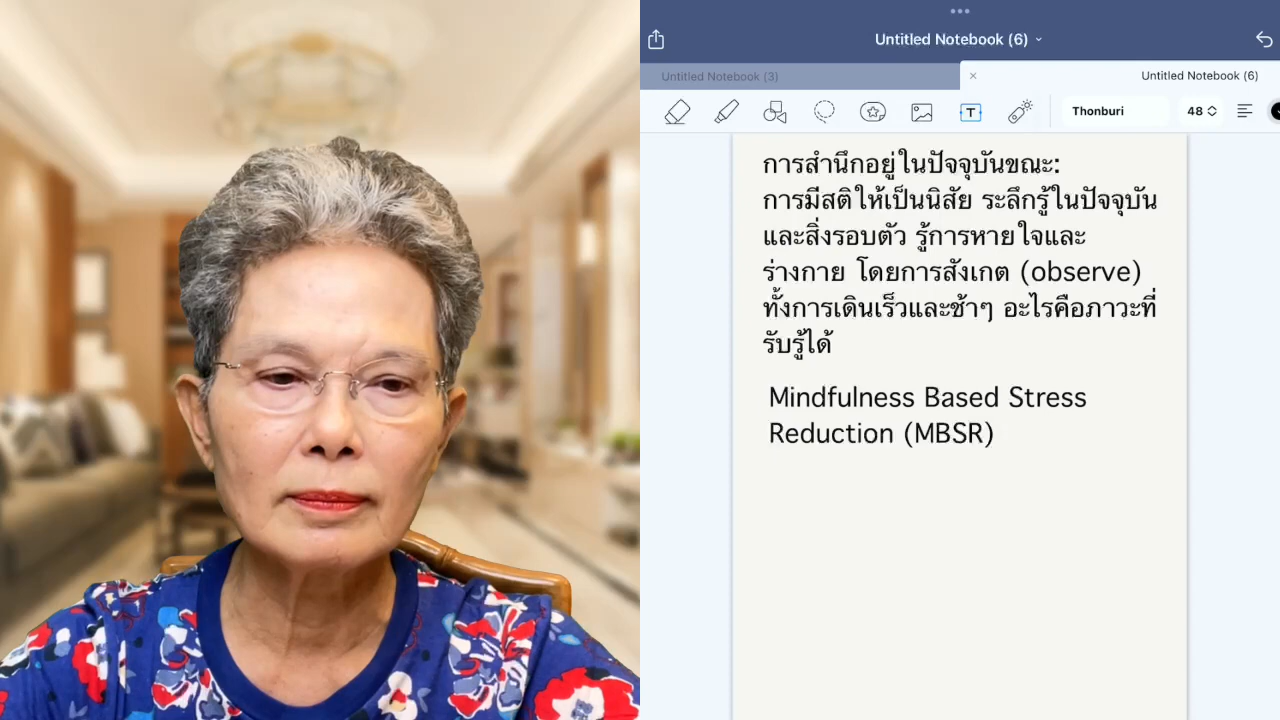 Untitled Notebook (6)
Untitled Notebook (3)
Untitled Notebook (6)
Thonburi
48
การสำนึกอยู่ในปัจจุบันขณะ:
การมีสติให้เป็นนิสัย ระลึกรู้ในปัจจุบัน
และสิ่งรอบตัว รู้การหายใจและ
ร่างกาย โดยการสังเกต (observe)
ทั้งการเดินเร็วและช้าๆ อะไรคือภาวะที่
รับรู้ได้
Mindfulness Based Stress
Reduction (MBSR)